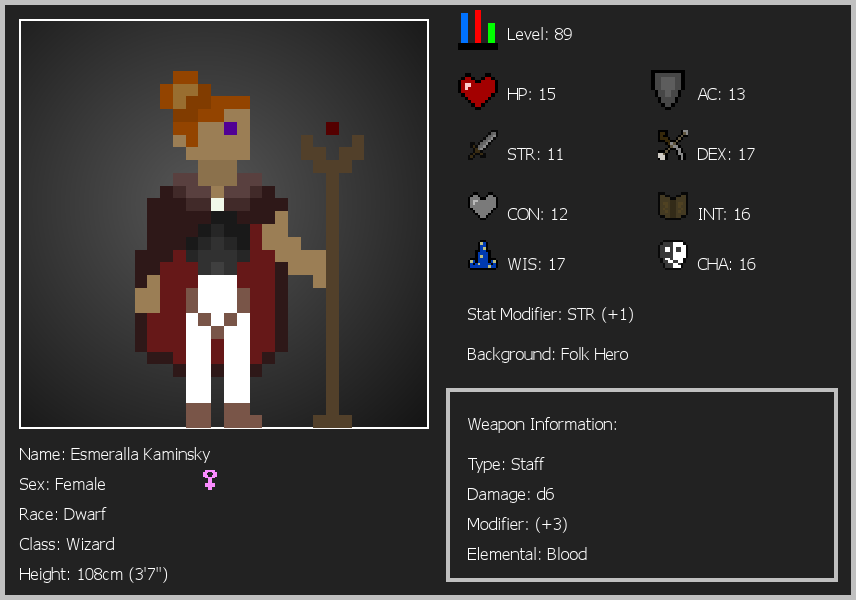 Level: 89
HP: 15
AC: 13
STR: 11
DEX: 17
CON: 12
INT: 16
WIS: 17
CHA: 16
Stat Modifier: STR (+1)
Background: Folk Hero
Weapon Information:
Type: Staff
Damage: d6
Modifier: (+3)
Elemental: Blood
Name: Esmeralla Kaminsky
Sex: Female
Race: Dwarf
Class: Wizard
Height: 108cm (3'7")